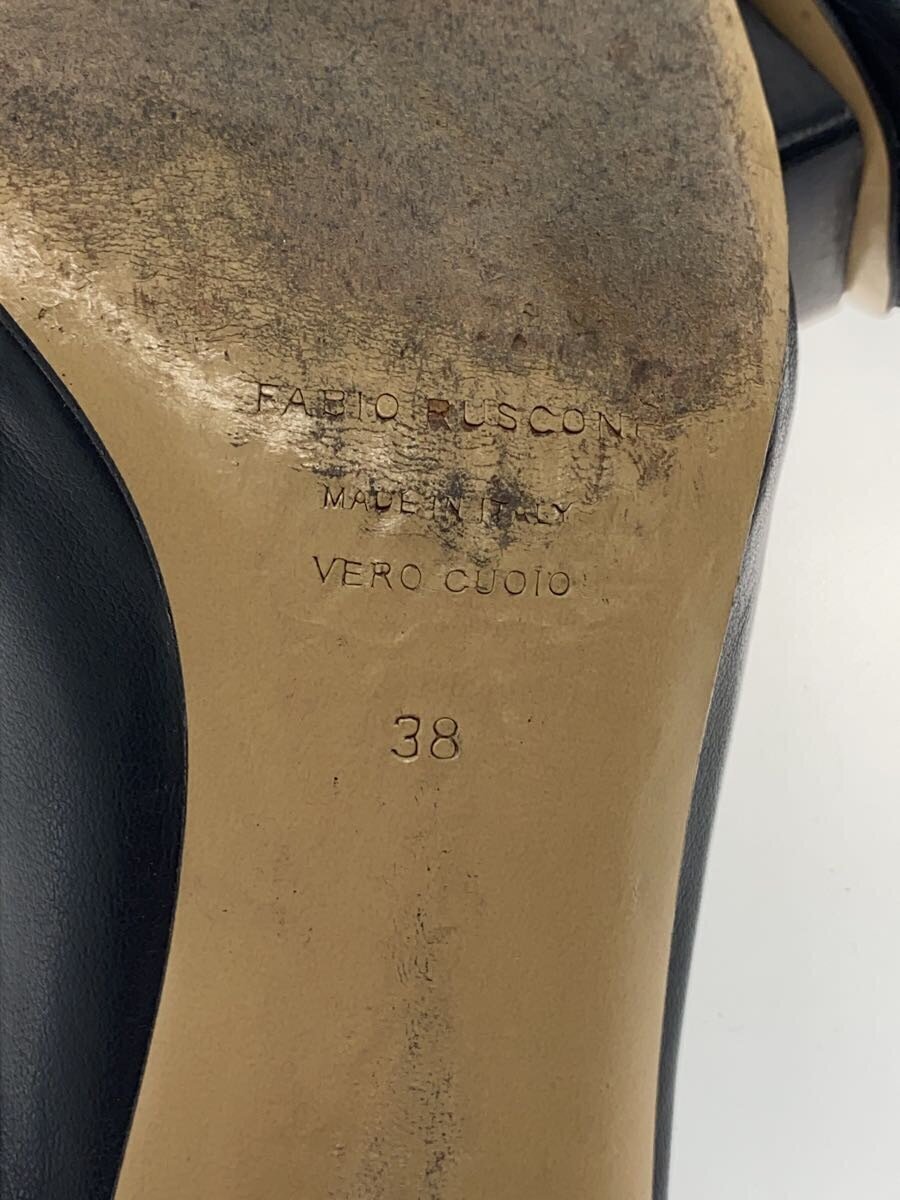 FABIO RUSCONI
MADE IN ITALY
VERO CUOIO
38